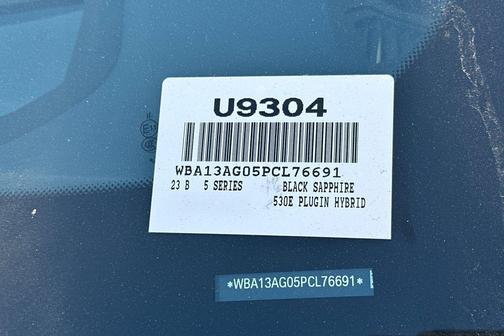 U9304
WBA13AG05PCL76691
23 B 5 SERIES BLACK SAPPHIRE
530E PLUGIN HYBRID
*WBA13AG05PCL76691*